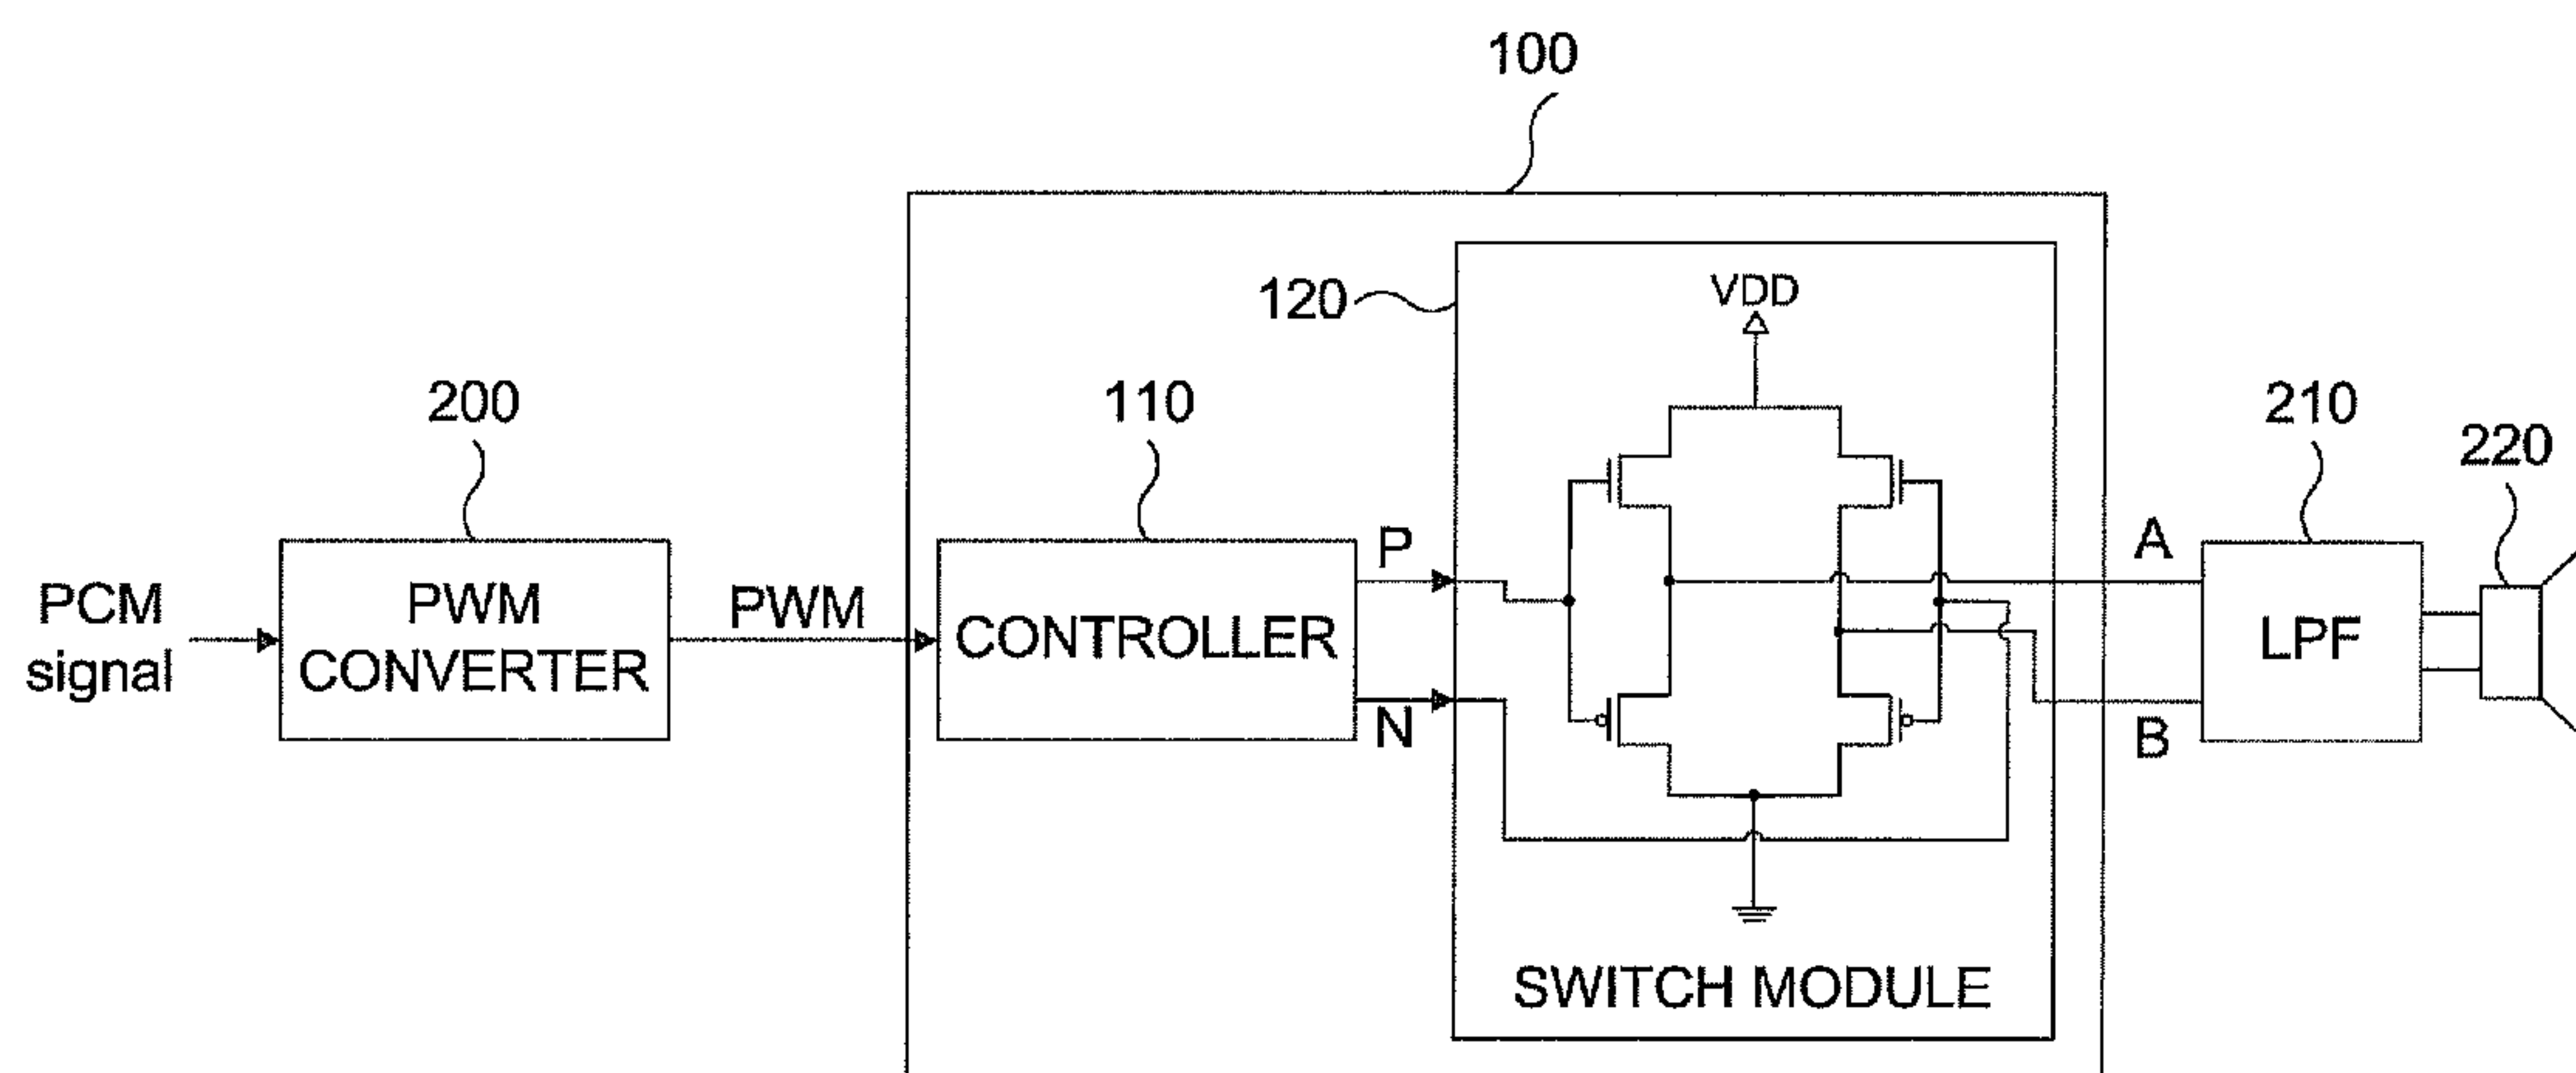 100
120
VDD
200
110
210
220
P
A
PCM
signal
PWM
CONVERTER
PWM
CONTROLLER
LPF
N
B
SWITCH MODULE